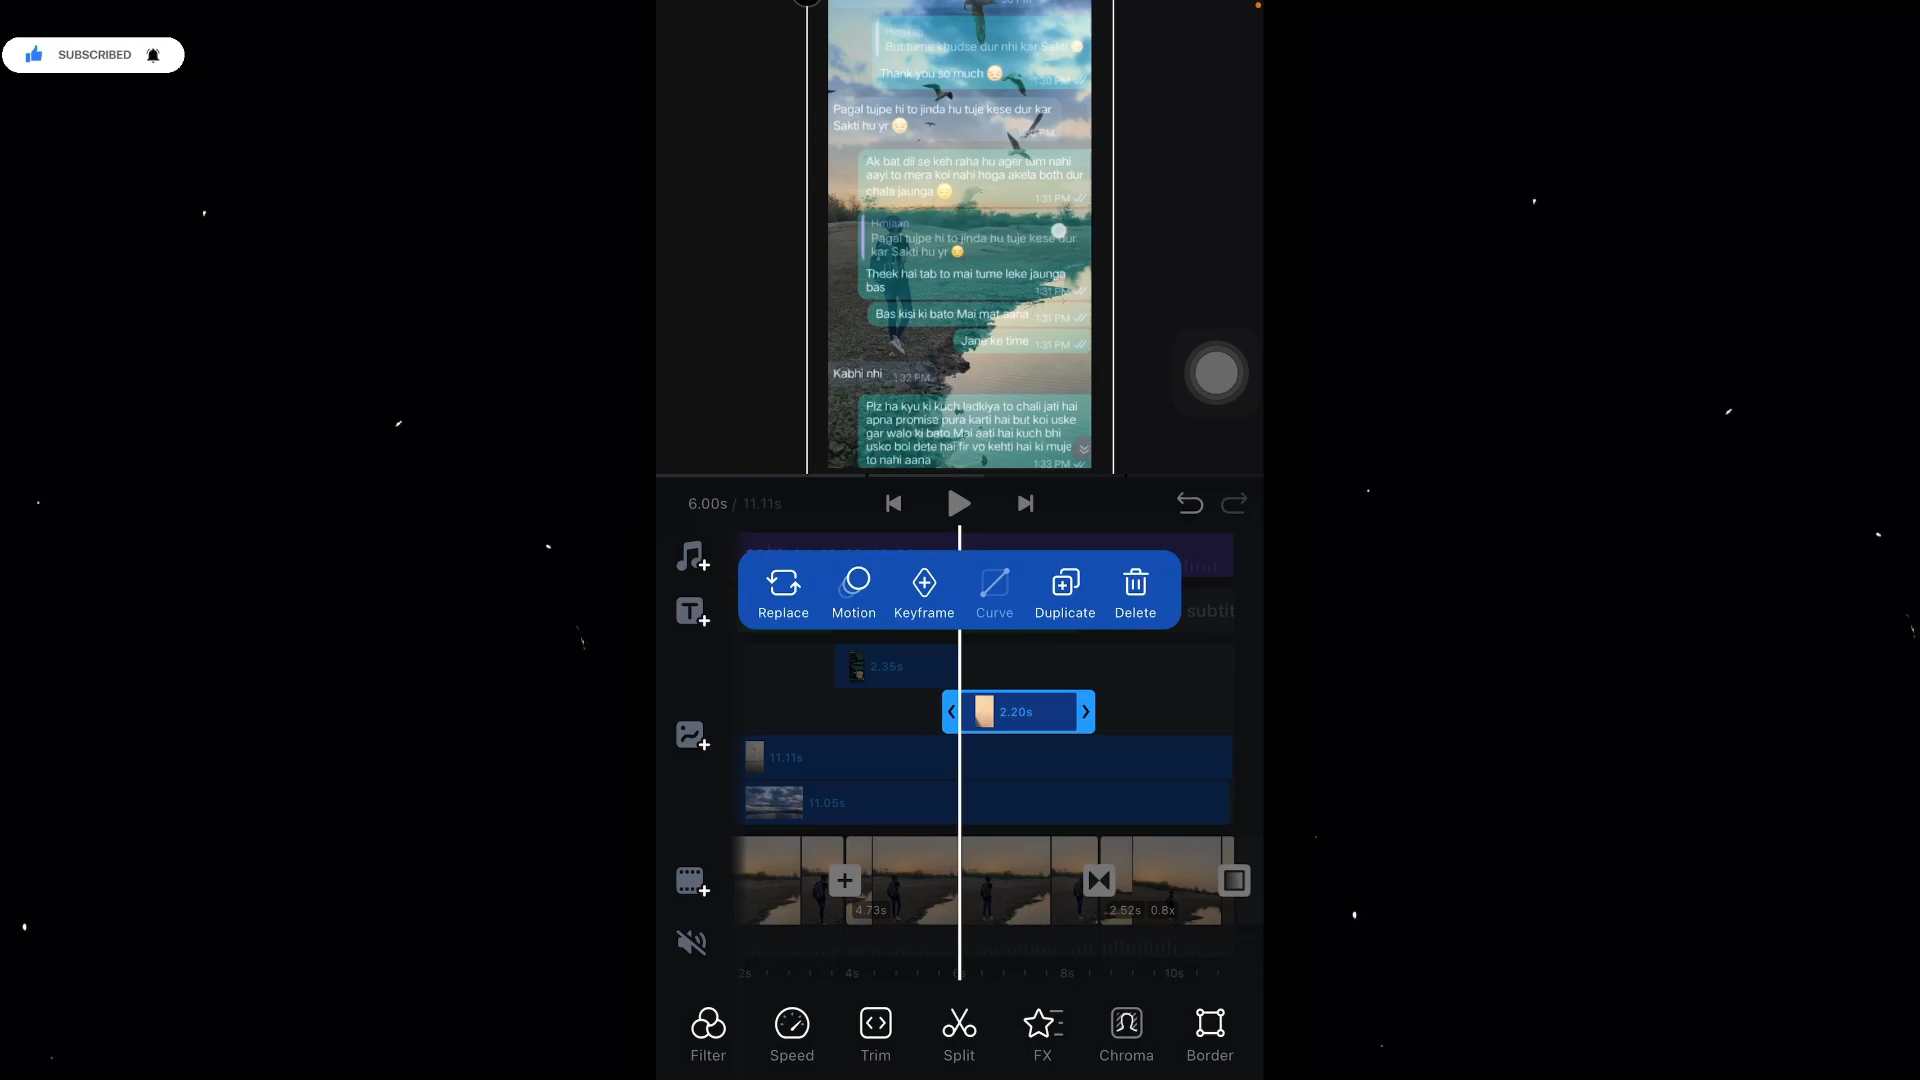 SUBSCRIBED
Hmjaan
But tume khudse dur nhi kar Sakti
Thank you so much
1:30 PM
Pagal tujpe hi to jinda hu tuje kese dur kar
Sakti hu yr
Ak bat dil se keh raha hu ager tum nahi
aayi to mera koi nahi hoga akela both dur
chala jaunga
1:31 PM
Hmjaan
Pagal tujpe hi to jinda hu tuje kese dur
kar Sakti hu yr
Theek hai tab to mai tume leke jaunga
bas
1:31 PM
Bas kisi ki bato Mai mat aana 1:31 PM
Jane ke time 1:31 PM
Kabhi nhi 1:32 PM
Plz ha kyu ki kuch ladkiya to chali jati hai
apna promise pura karti hai but koi uske
gar walo ki bato Mai aati hai kuch bhi
usko bol dete hai fir vo kehti hai ki muje
to nahi aana
1:33 PM
6.00s / 11.11s
Replace Motion Keyframe Curve Duplicate Delete
subtit
2.35s
2.20s
11.11s
11.05s
4.73s 2.52s 0.8x
2s 4s 8s 10s
Filter Speed Trim Split FX Chroma Border